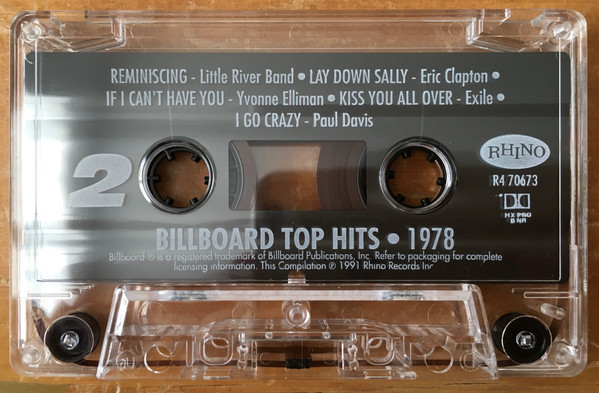 REMINISCING - Little River Band • LAY DOWN SALLY - Eric Clapton •
IF I CAN'T HAVE YOU - Yvonne Elliman • KISS YOU ALL OVER - Exile •
I GO CRAZY - Paul Davis
RHINO
R4 70673
2
HX PRO
B NR
BILLBOARD TOP HITS • 1978
Billboard ® is a registered trademark of Billboard Publications, Inc. Refer to packaging for complete
licensing information. This Compilation ℗ 1991 Rhino Records Inc